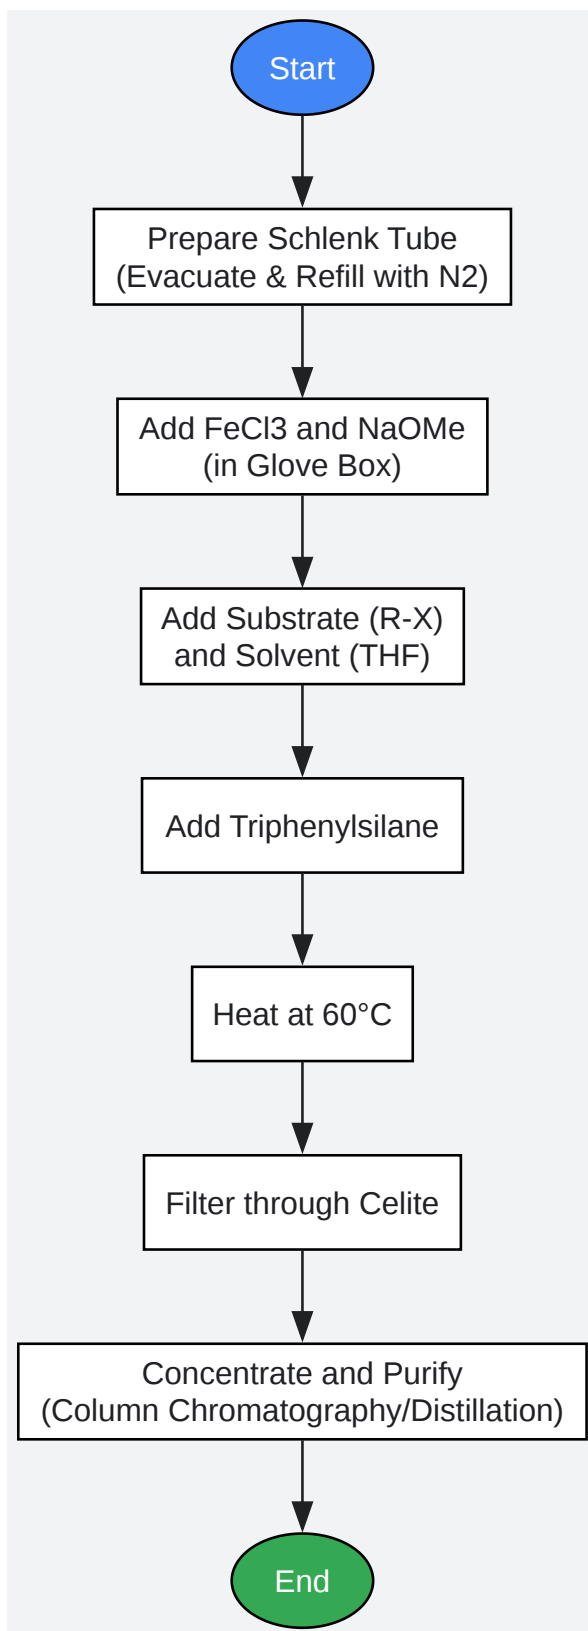 Start
Prepare Schlenk Tube
(Evacuate & Refill with N2)
Add FeCl3 and NaOMe
(in Glove Box)
Add Substrate (R-X)
and Solvent (THF)
Add Triphenylsilane
Heat at 60°C
Filter through Celite
Concentrate and Purify
(Column Chromatography/Distillation)
End